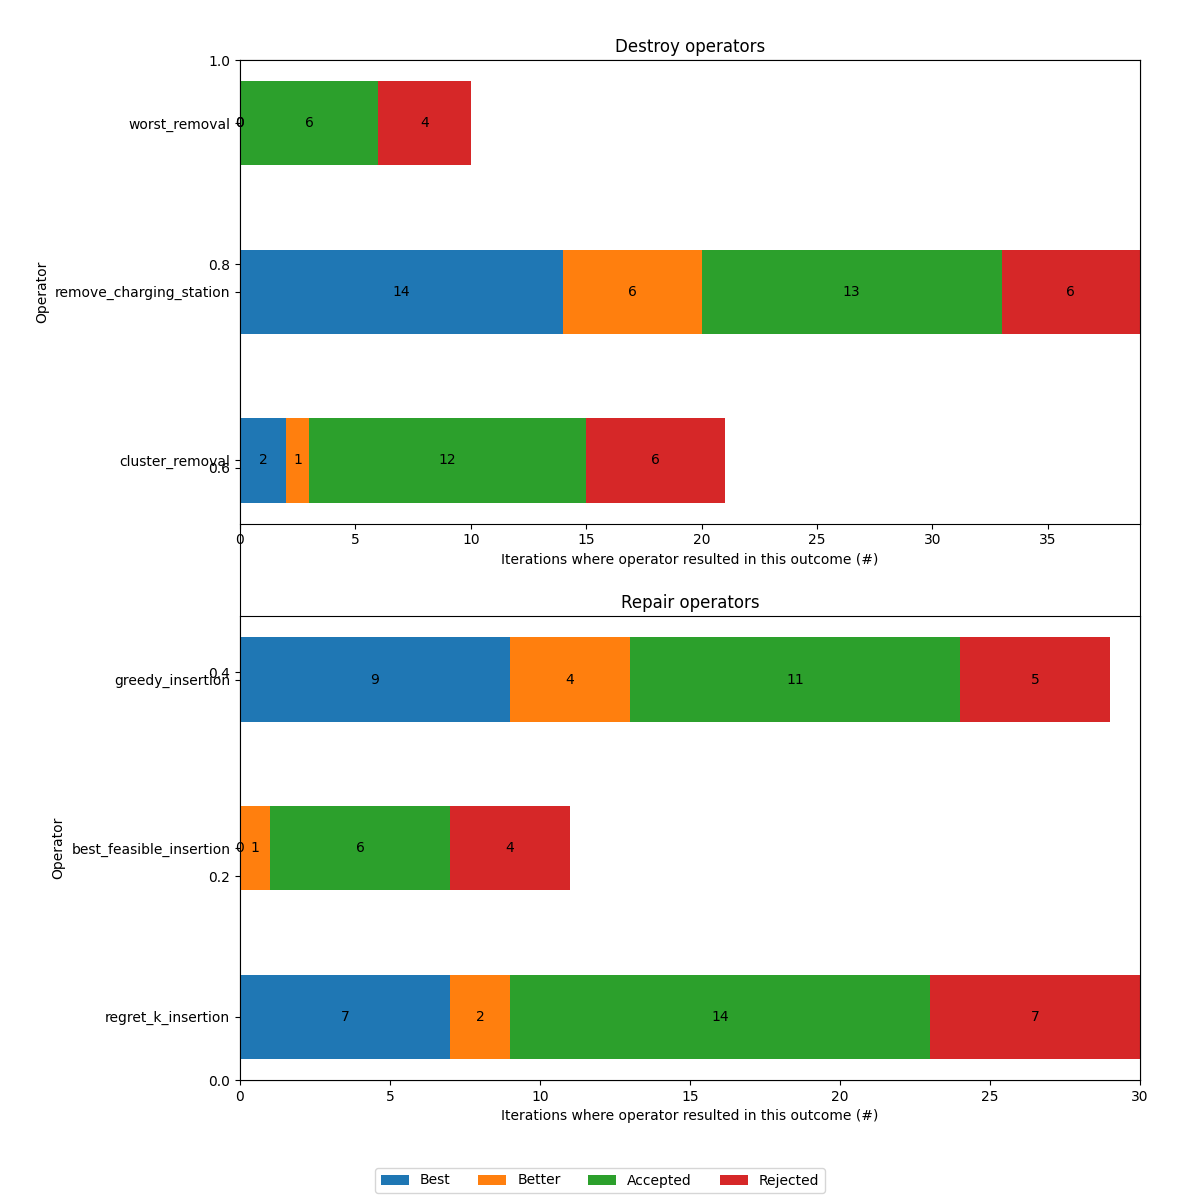 Destroy operators
1.0
worst_removal 0 0 6 4
0.8
remove_charging_station 14 6 13 6
Operator
cluster_removal 2 1 12 6
0.6
0 5 10 15 20 25 30 35
Iterations where operator resulted in this outcome (#)
Repair operators
0.4
greedy_insertion 9 4 11 5
best_feasible_insertion 0 1 6 4
Operator
0.2
regret_k_insertion 7 2 14 7
0.0
0 5 10 15 20 25 30
Iterations where operator resulted in this outcome (#)
Best Better Accepted Rejected